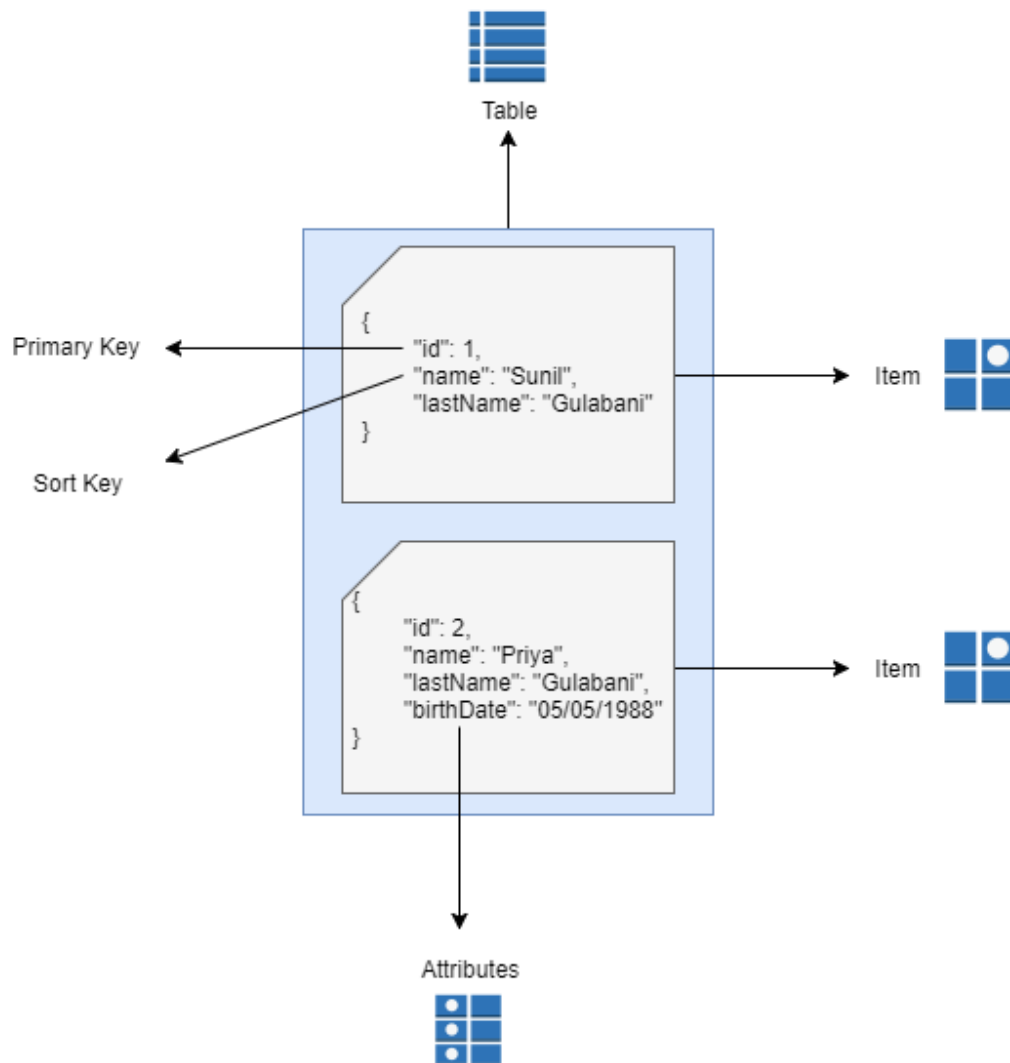 Table
{
"id": 1,
"name": "Sunil",
"lastName": "Gulabani"
}
Primary Key
Sort Key
Item
{
"id": 2,
"name": "Priya",
"lastName": "Gulabani",
"birthDate": "05/05/1988"
}
Item
Attributes